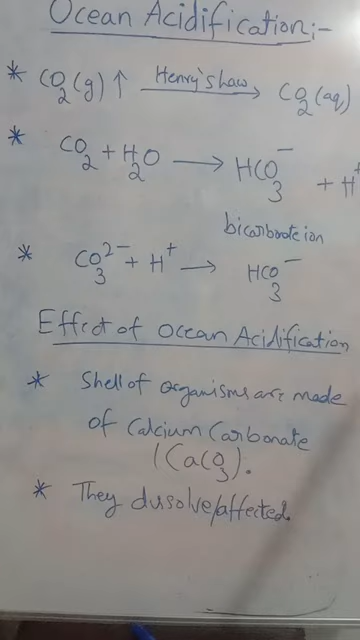 Ocean Acidification:-
* CO2(g)↑ Henry's Law → CO2(aq)
* CO2 + H2O → HCO3⁻ + H⁺
bicarbonate ion
* CO3²⁻ + H⁺ → HCO3⁻
Effect of Ocean Acidification
* Shell of organisms are made
of Calcium Carbonate
(CaCO3).
* They dissolve/affected.